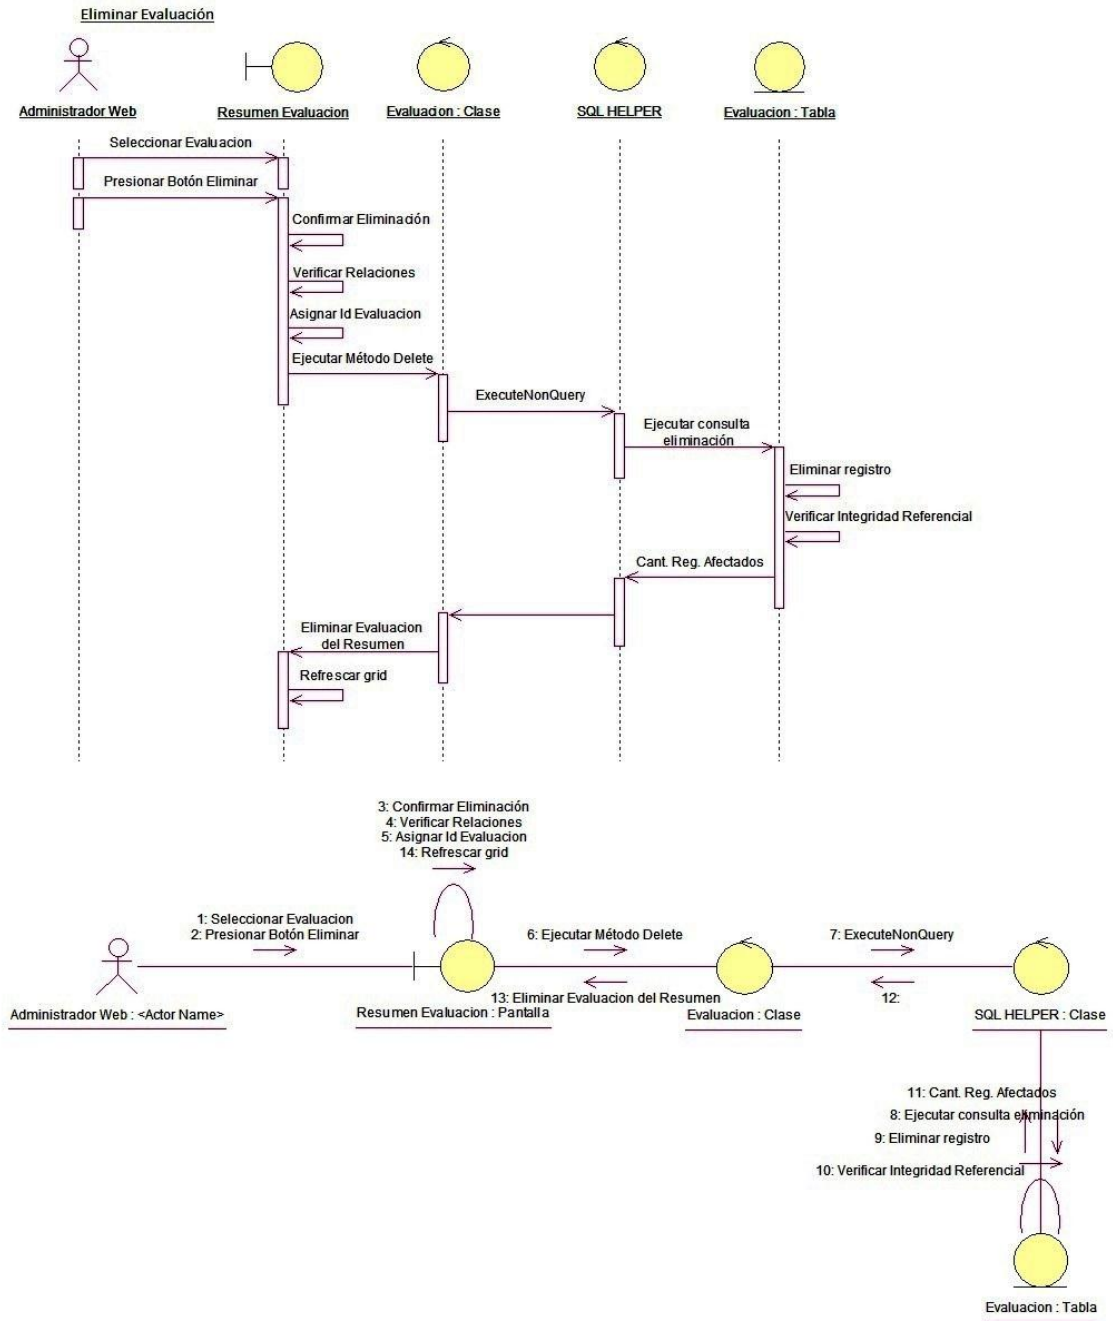 Eliminar Evaluación
Administrador Web
Resumen Evaluacion
Evaluacion : Clase
SQL HELPER
Evaluacion : Tabla
Seleccionar Evaluacion
Presionar Botón Eliminar
Confirmar Eliminación
Verificar Relaciones
Asignar Id Evaluacion
Ejecutar Método Delete
ExecuteNonQuery
Ejecutar consulta
eliminación
Eliminar registro
Verificar Integridad Referencial
Cant. Reg. Afectados
Eliminar Evaluacion
del Resumen
Refrescar grid
3: Confirmar Eliminación
4: Verificar Relaciones
5: Asignar Id Evaluacion
14: Refrescar grid
1: Seleccionar Evaluacion
2: Presionar Botón Eliminar
6: Ejecutar Método Delete
7: ExecuteNonQuery
13: Eliminar Evaluacion del Resumen
12:
Administrador Web : <Actor Name>
Resumen Evaluacion : Pantalla
Evaluacion : Clase
SQL HELPER : Clase
11: Cant. Reg. Afectados
8: Ejecutar consulta eliminación
9: Eliminar registro
10: Verificar Integridad Referencial
Evaluacion : Tabla